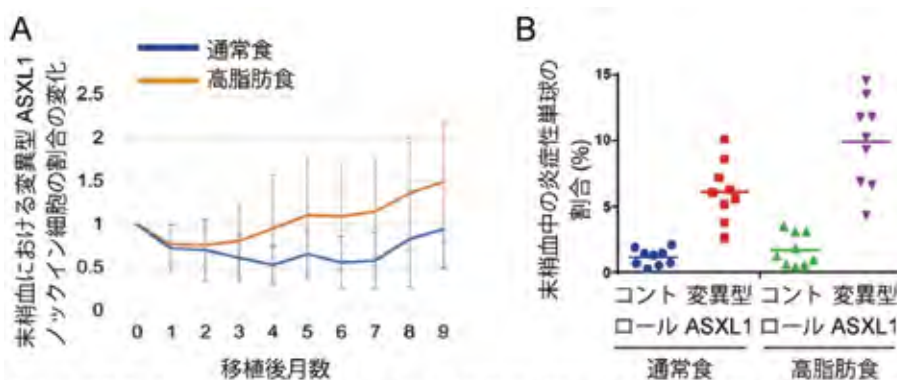 A
通常食
高脂肪食
末梢血における変異型 ASXL1
ノックイン細胞の割合の変化
2.5
2
1.5
1
0.5
0
0 1 2 3 4 5 6 7 8 9
移植後月数
B
末梢血中の炎症性単球の
割合 (%)
15
10
5
0
コント 変異型 コント 変異型
ロール ASXL1 ロール ASXL1
通常食 高脂肪食